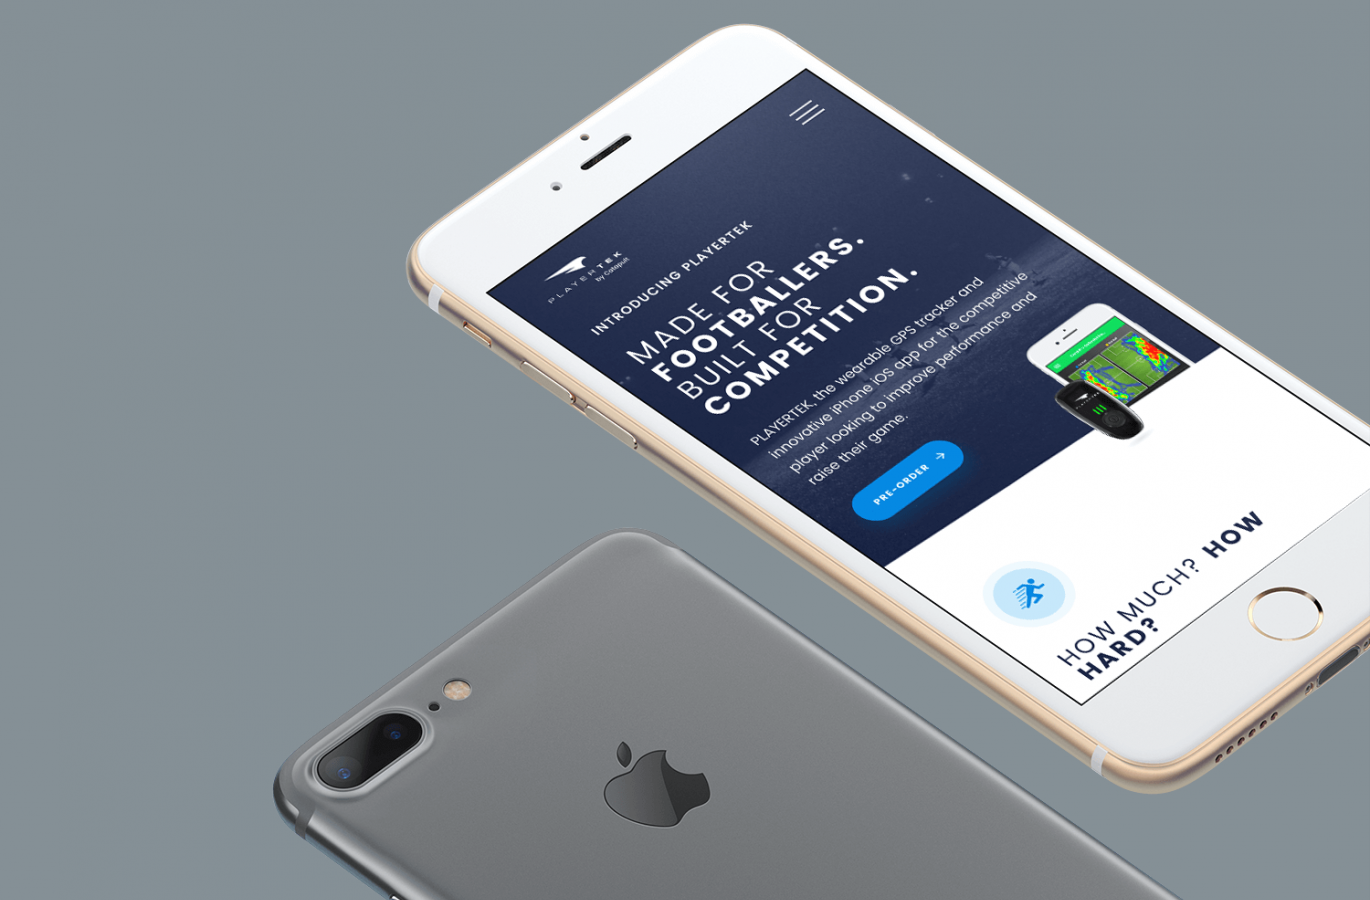 PLAYERTEK
by Catapult
INTRODUCING PLAYERTEK
MADE FOR
FOOTBALLERS.
BUILT FOR
COMPETITION.
PLAYERTEK, the wearable GPS tracker and
innovative iPhone iOS app for the competitive
player looking to improve performance and
raise their game.
PRE-ORDER
HOW MUCH? HOW
HARD?